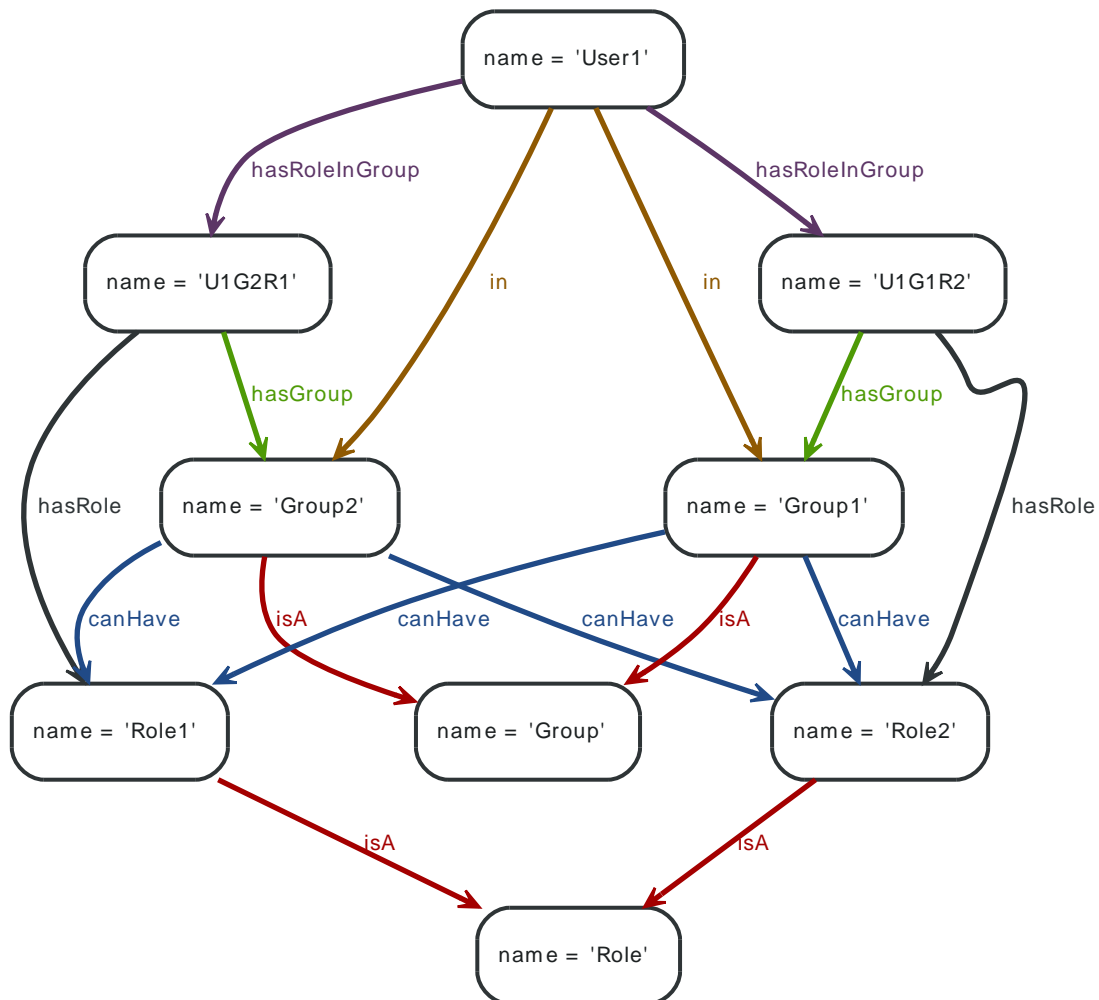 name = 'User1'
hasRoleInGroup
hasRoleInGroup
name = 'U1G2R1'
in
in
name = 'U1G1R2'
hasGroup
hasGroup
hasRole
name = 'Group2'
name = 'Group1'
hasRole
canHave
isA
canHave
canHave
isA
canHave
name = 'Role1'
name = 'Group'
name = 'Role2'
isA
isA
name = 'Role'